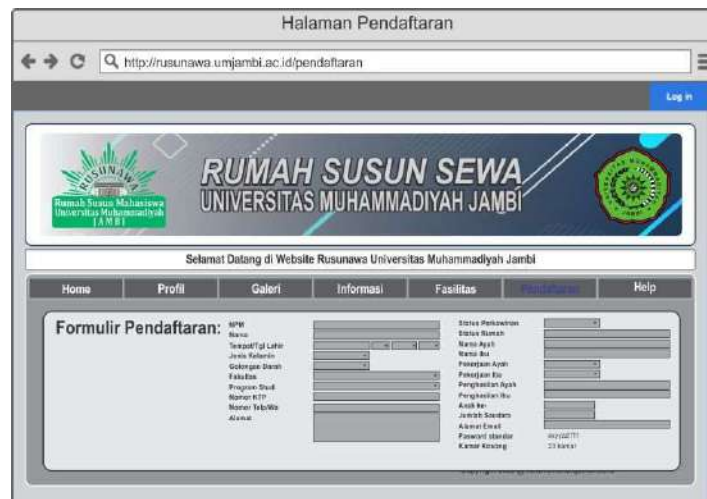 Halaman Pendaftaran
http://rusunawa.umjambi.ac.id/pendaftaran
Log in
RUSUNAWA
Rumah Susun Mahasiswa
Universitas Muhammadiyah
JAMBI
RUMAH SUSUN SEWA
UNIVERSITAS MUHAMMADIYAH JAMBI
Selamat Datang di Website Rusunawa Universitas Muhammadiyah Jambi
Home Profil Galeri Informasi Fasilitas Pendaftaran Help
Formulir Pendaftaran:
NPM
Nama
Tempat/Tgl Lahir
Jenis Kelamin
Golongan Darah
Fakultas
Program Studi
Nomor KTP
Nomor Telp/Wa
Alamat
Status Perkawinan
Status Rumah
Nama Ayah
Nama Ibu
Pekerjaan Ayah
Pekerjaan Ibu
Penghasilan Ayah
Penghasilan Ibu
Anak ke-
Jumlah Saudara
Alamat Email
Pasword standar
Kamar Kosong
23 kamar